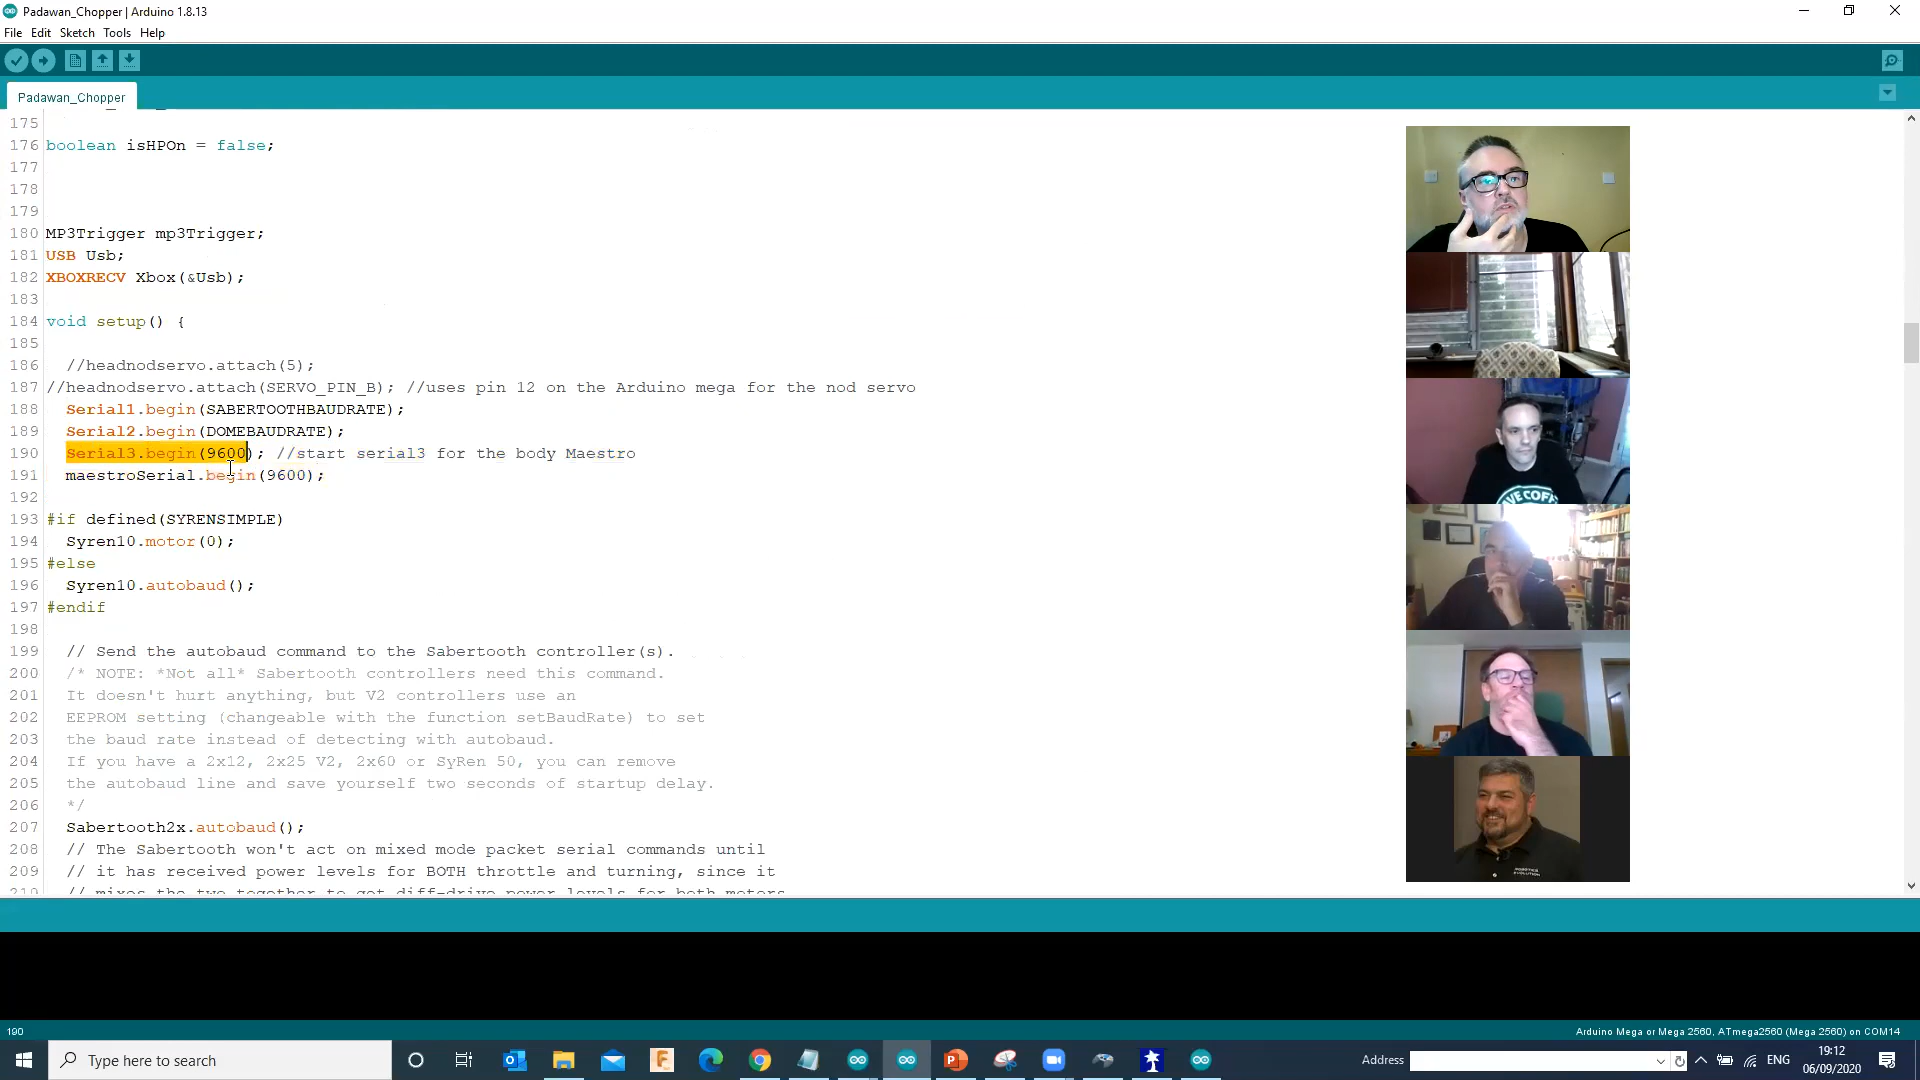 Padawan_Chopper | Arduino 1.8.13
File Edit Sketch Tools Help
Padawan_Chopper
175
176 boolean isHPOn = false;
177
178
179
180 MP3Trigger mp3Trigger;
181 USB Usb;
182 XBOXRECV Xbox(&Usb);
183
184 void setup() {
185
186 //headnodservo.attach(5);
187 //headnodservo.attach(SERVO_PIN_B); //uses pin 12 on the Arduino mega for the nod servo
188 Serial1.begin(SABERTOOTHBAUDRATE);
189 Serial2.begin(DOMEBAUDRATE);
190 Serial3.begin(9600); //start serial3 for the body Maestro
191 maestroSerial.begin(9600);
192
193 #if defined(SYRENSIMPLE)
194 Syren10.motor(0);
195 #else
196 Syren10.autobaud();
197 #endif
198
199 // Send the autobaud command to the Sabertooth controller(s).
200 /* NOTE: *Not all* Sabertooth controllers need this command.
201 It doesn't hurt anything, but V2 controllers use an
202 EEPROM setting (changeable with the function setBaudRate) to set
203 the baud rate instead of detecting with autobaud.
204 If you have a 2x12, 2x25 V2, 2x60 or SyRen 50, you can remove
205 the autobaud line and save yourself two seconds of startup delay.
206 */
207 Sabertooth2x.autobaud();
208 // The Sabertooth won't act on mixed mode packet serial commands until
209 // it has received power levels for BOTH throttle and turning, since it
210 // mixes the two together to get diff-drive power levels for both motors
190
Arduino Mega or Mega 2560, ATmega2560 (Mega 2560) on COM14
Type here to search
Address
ENG
19:12
06/09/2020